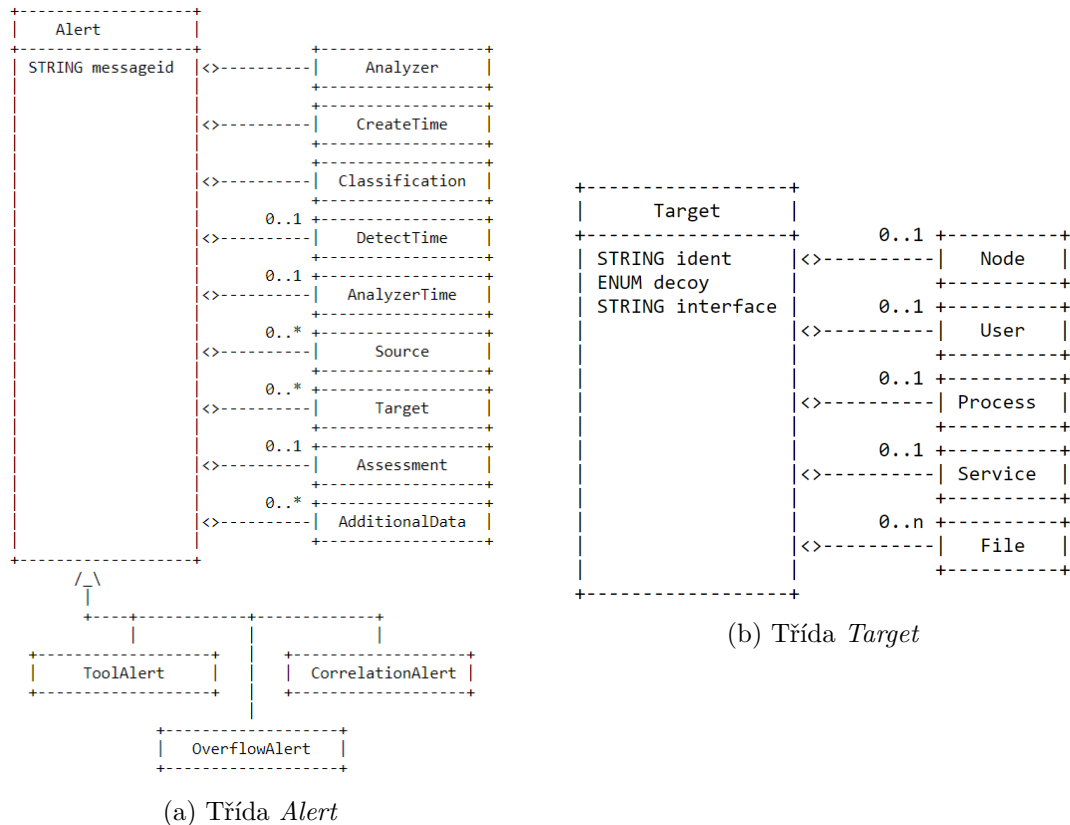 Alert
STRING messageid
Analyzer
CreateTime
Classification
0..1
DetectTime
0..1
AnalyzerTime
0..*
Source
0..*
Target
0..1
Assessment
0..*
AdditionalData
ToolAlert
CorrelationAlert
OverflowAlert
(a) Třída Alert
Target
STRING ident
ENUM decoy
STRING interface
0..1
Node
0..1
User
0..1
Process
0..1
Service
0..n
File
(b) Třída Target